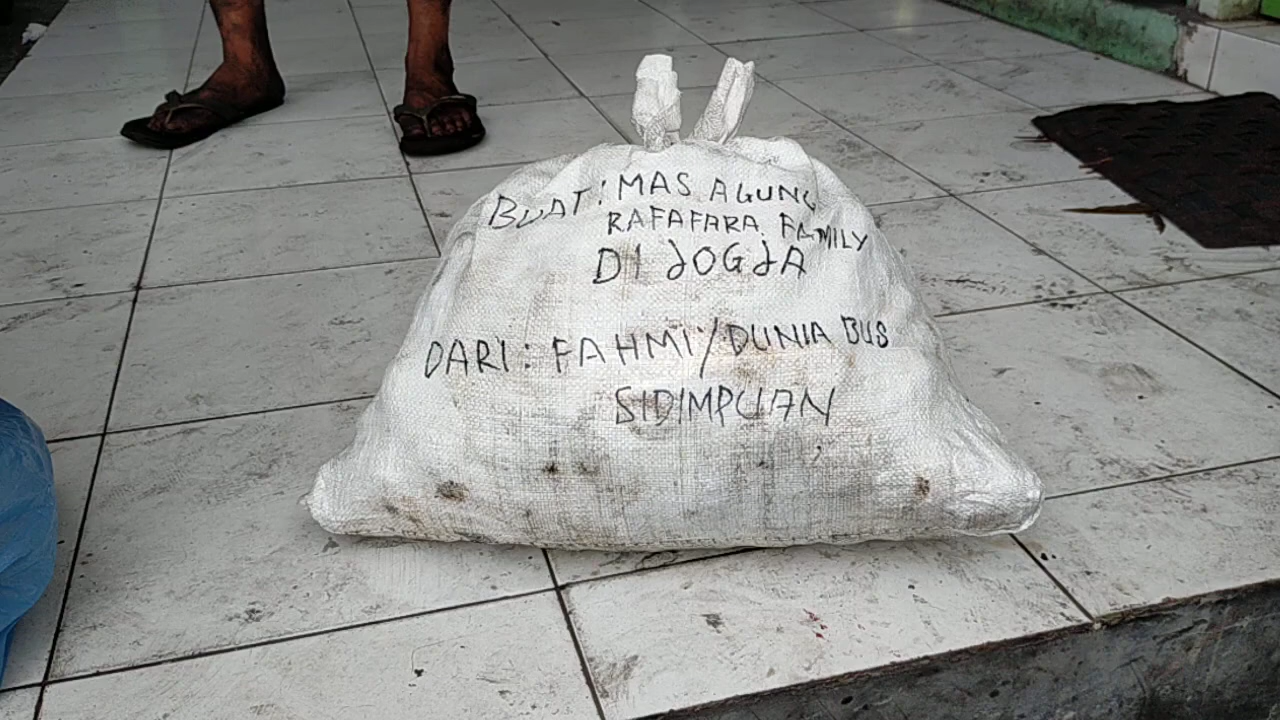 BUAT: MAS AGUNG
RAFAFARA FAMILY
DI JOGJA
DARI: FAHMI/DUNIA BUS
SIDIMPUAN